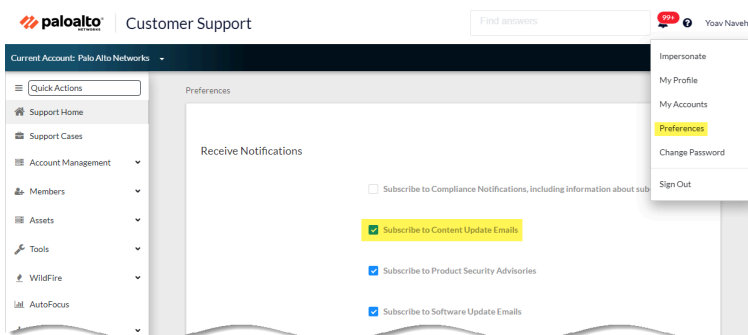 paloalto
NETWORKS
Customer Support
Find answers
99+
Yoav Naveh
Current Account: Palo Alto Networks
Impersonate
My Profile
My Accounts
Preferences
Change Password
Sign Out
Quick Actions
Support Home
Support Cases
Account Management
Members
Assets
Tools
WildFire
AutoFocus
Preferences
Receive Notifications
Subscribe to Compliance Notifications, including information about sub
Subscribe to Content Update Emails
Subscribe to Product Security Advisories
Subscribe to Software Update Emails